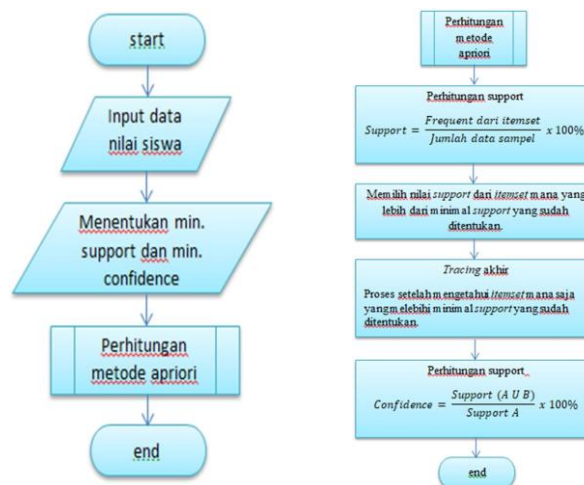 start
Input data
nilai siswa
Menentukan min.
support dan min.
confidence
Perhitungan
metode apriori
end
Perhitungan
metode
apriori
Perhitungan support
Support = Frequent dari itemset / Jumlah data sampel x 100%
Memilih nilai support dari itemset mana yang
lebih dari minimal support yang sudah
ditentukan.
Tracing akhir
Proses setelah mengetahui itemset mana saja
yang melebihi minimal support yang sudah
ditentukan.
Perhitungan support
Confidence = Support (A U B) / Support A x 100%
end